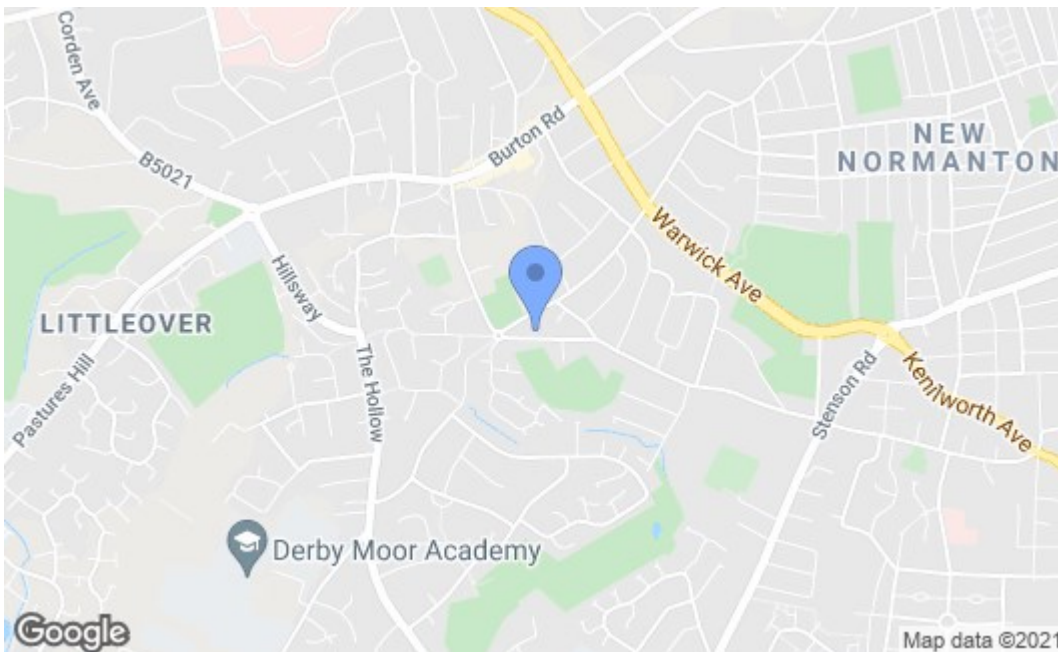 Corden Ave
B5021
Burton Rd
NEW
NORMANTON
Warwick Ave
Hillsway
LITTLEOVER
The Hollow
Pastures Hill
Stenson Rd
Kenilworth Ave
Derby Moor Academy
Google
Map data ©2021